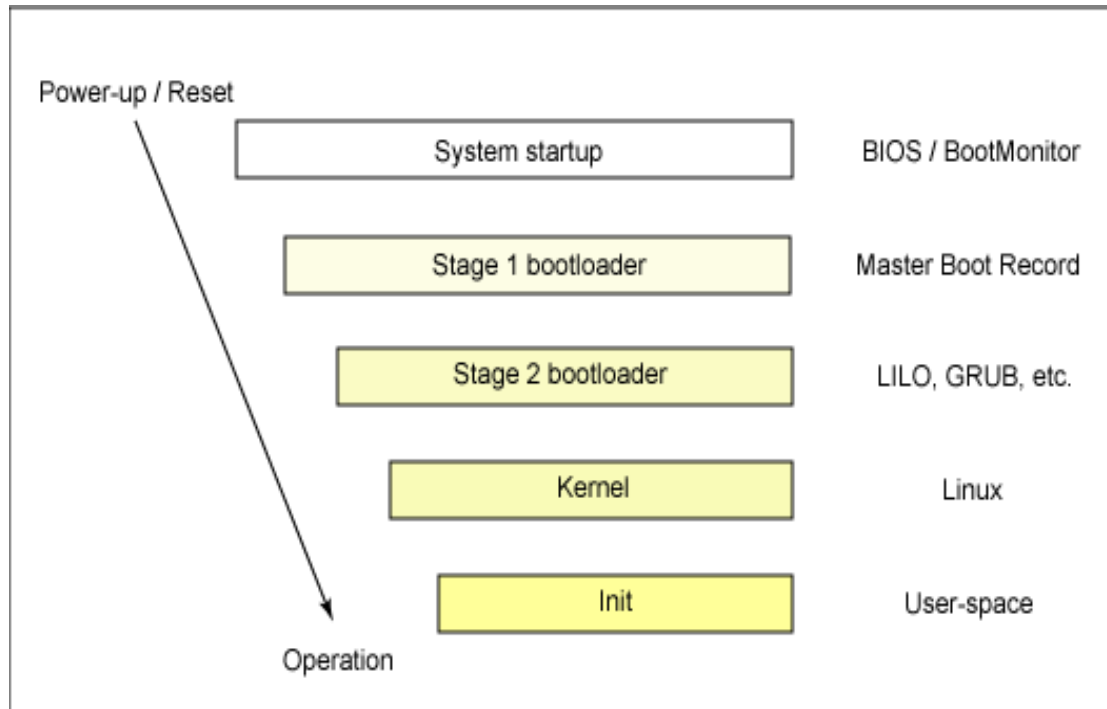 Power-up / Reset
System startup
BIOS / BootMonitor
Stage 1 bootloader
Master Boot Record
Stage 2 bootloader
LILO, GRUB, etc.
Kernel
Linux
Init
User-space
Operation